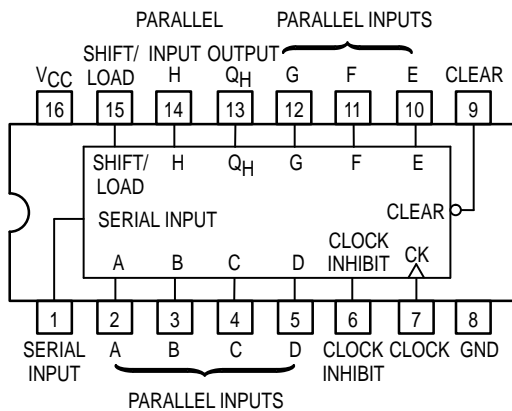 PARALLEL PARALLEL INPUTS
SHIFT/ INPUT OUTPUT
VCC LOAD H QH G F E CLEAR
16 15 14 13 12 11 10 9
SHIFT/ H QH G F E
LOAD
SERIAL INPUT CLEAR
CLOCK
INHIBIT CK
A B C D
1 2 3 4 5 6 7 8
SERIAL A B C D CLOCK CLOCK GND
INPUT INHIBIT
PARALLEL INPUTS